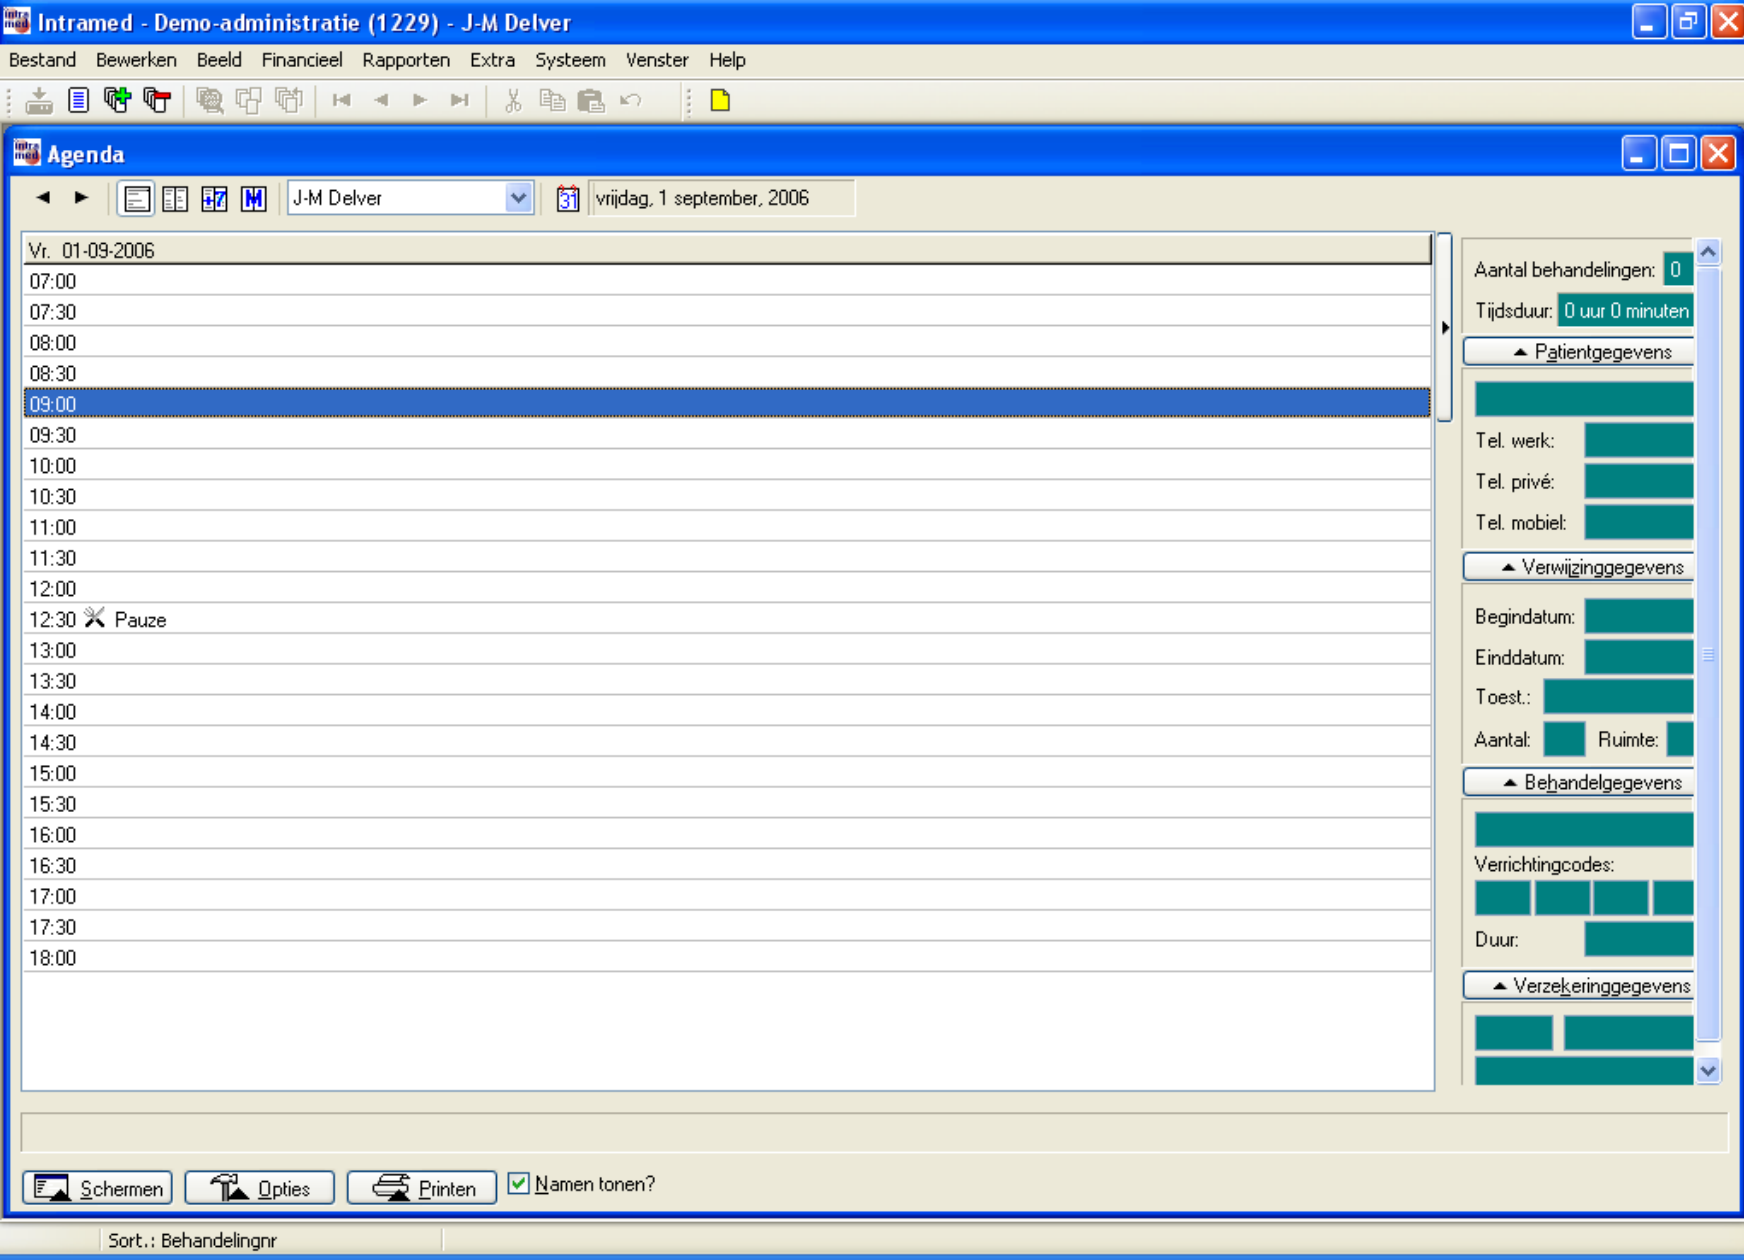 Intramed - Demo-administratie (1229) - J-M Delver
Bestand Bewerken Beeld Financieel Rapporten Extra Systeem Venster Help
Agenda
J-M Delver 31 vrijdag, 1 september, 2006
Vr. 01-09-2006
07:00
07:30
08:00
08:30
09:00
09:30
10:00
10:30
11:00
11:30
12:00
12:30 Pauze
13:00
13:30
14:00
14:30
15:00
15:30
16:00
16:30
17:00
17:30
18:00
Aantal behandelingen: 0
Tijdsduur: 0 uur 0 minuten
Patientgegevens
Tel. werk:
Tel. privé:
Tel. mobiel:
Verwijzinggegevens
Begindatum:
Einddatum:
Toest.:
Aantal: Ruimte:
Behandelgegevens
Verrichtingcodes:
Duur:
Verzekeringgegevens
Schermen Opties Printen Namen tonen?
Sort.: Behandelingnr